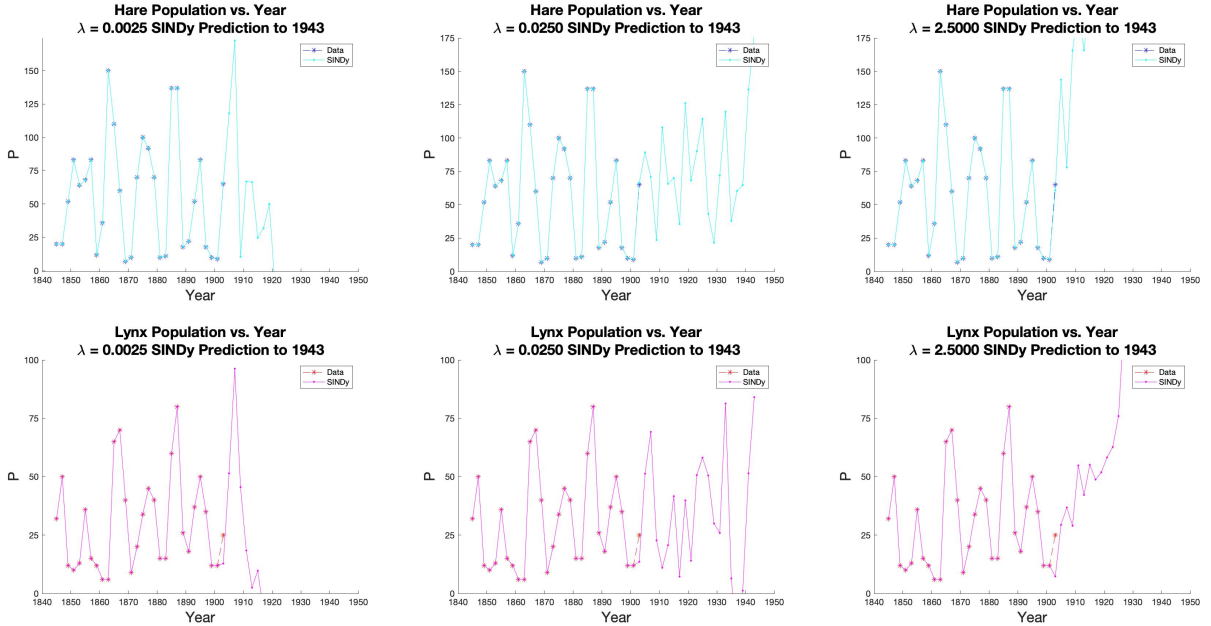 Hare Population vs. Year
λ = 0.0025 SINDy Prediction to 1943
Data
SINDy
150
125
100
75
50
25
0
P
1840 1850 1860 1870 1880 1890 1900 1910 1920 1930 1940 1950
Year
Hare Population vs. Year
λ = 0.0250 SINDy Prediction to 1943
Data
SINDy
175
150
125
100
75
50
25
0
P
1840 1850 1860 1870 1880 1890 1900 1910 1920 1930 1940 1950
Year
Hare Population vs. Year
λ = 2.5000 SINDy Prediction to 1943
Data
SINDy
175
150
125
100
75
50
25
0
P
1840 1850 1860 1870 1880 1890 1900 1910 1920 1930 1940 1950
Year
Lynx Population vs. Year
λ = 0.0025 SINDy Prediction to 1943
Data
SINDy
100
75
50
25
0
P
1840 1850 1860 1870 1880 1890 1900 1910 1920 1930 1940 1950
Year
Lynx Population vs. Year
λ = 0.0250 SINDy Prediction to 1943
Data
SINDy
100
75
50
25
0
P
1840 1850 1860 1870 1880 1890 1900 1910 1920 1930 1940 1950
Year
Lynx Population vs. Year
λ = 2.5000 SINDy Prediction to 1943
Data
SINDy
100
75
50
25
0
P
1840 1850 1860 1870 1880 1890 1900 1910 1920 1930 1940 1950
Year